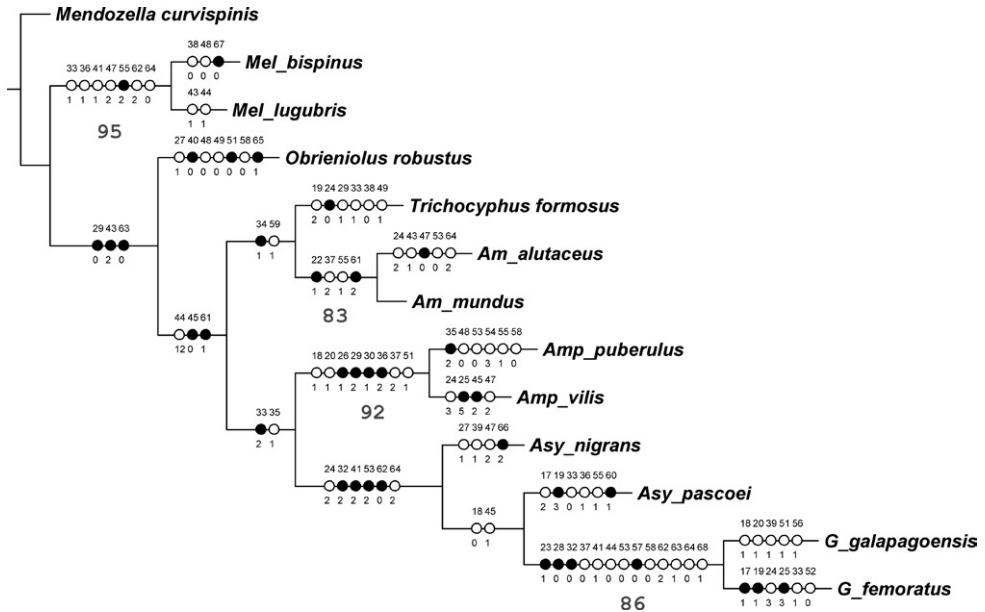 Mendozella curvispinis
38 48 67
Mel_bispinus
0 0 0
33 36 41 47 55 62 64
1 1 1 2 2 2 0
43 44
Mel_lugubris
1 1
95
27 40 48 49 51 58 65
Obrieniolus robustus
1 0 0 0 0 0 1
19 24 29 33 38 49
Trichocyphus formosus
2 0 1 1 0 1
29 43 63
0 2 0
34 59
1 1
24 43 47 53 64
Am_alutaceus
2 1 0 0 2
22 37 55 61
1 2 1 2
Am_mundus
83
44 45 61
12 0 1
35 48 53 54 55 58
Amp_puberulus
2 0 0 3 1 0
18 20 26 29 30 36 37 51
1 1 1 2 1 2 2 1
24 25 45 47
Amp_vilis
3 5 2 2
92
33 35
2 1
27 39 47 66
Asy_nigrans
1 1 2 2
24 32 41 53 62 64
2 2 2 2 0 2
17 19 33 36 55 60
Asy_pascoei
2 3 0 1 1 1
18 45
0 1
18 20 39 51 56
G_galapagoensis
1 1 1 1 1
23 28 32 37 41 44 53 57 58 62 63 64 68
1 0 0 0 1 0 0 0 0 2 1 0 1
17 19 24 25 33 52
G_femoratus
1 1 3 3 1 0
86